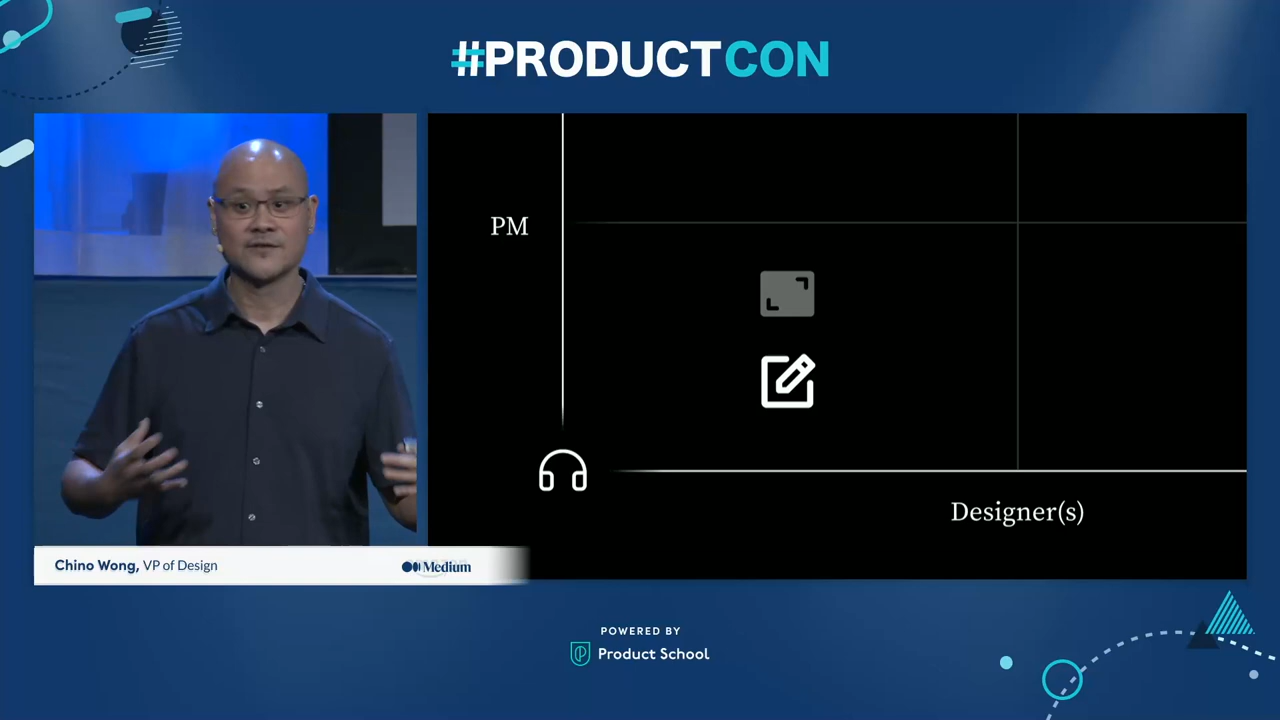 #PRODUCTCON
PM
Designer(s)
Chino Wong, VP of Design
Medium
POWERED BY
Product School